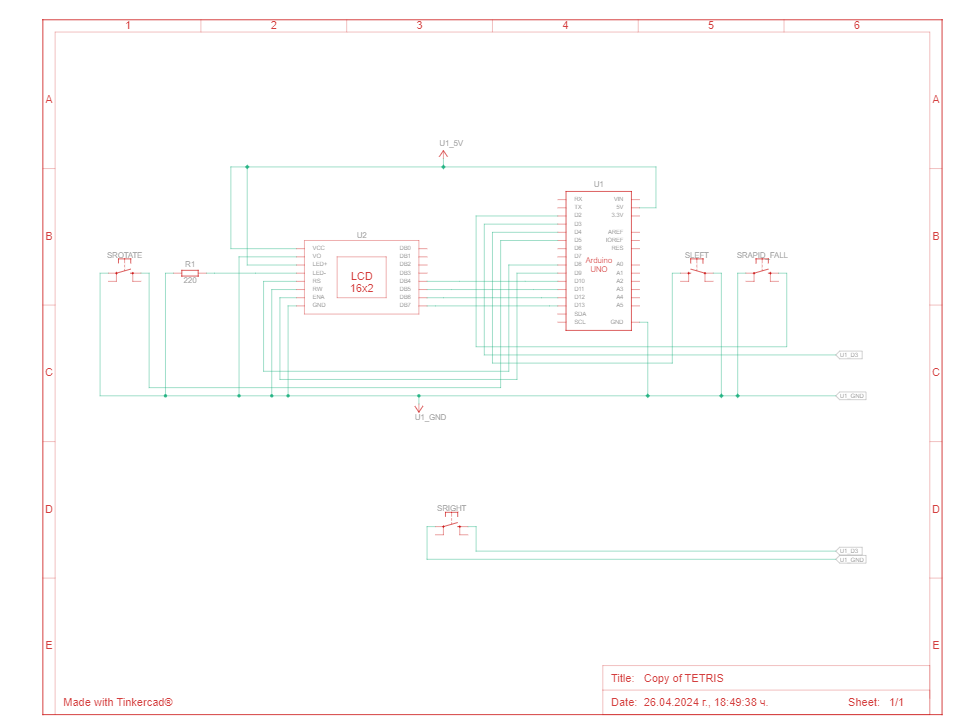 1 2 3 4 5 6
A A
U1_5V
U1
RX VIN
TX 5V
D2 3.3V
D3
D4 AREF
D5 IOREF
D6 RES
D7
D8 A0
D9 A1
D10 A2
D11 A3
D12 A4
D13 A5
SDA
SCL GND
Arduino
UNO
B B
U2
VCC DB0
VO DB1
LED+ DB2
LED- DB3
RS DB4
RW DB5
ENA DB6
GND DB7
LCD
16x2
SROTATE
R1
220
SLEFT
SRAPID_FALL
U1_D3
C C
U1_GND
U1_GND
D D
SRIGHT
U1_D3
U1_GND
E E
Title: Copy of TETRIS
Made with Tinkercad®
Date: 26.04.2024 г., 18:49:38 ч. Sheet: 1/1